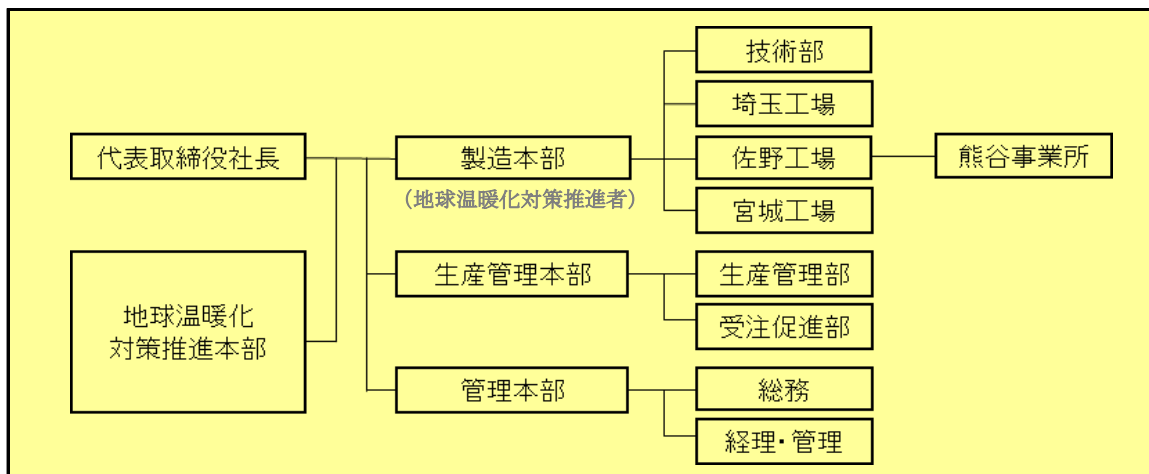 代表取締役社長
地球温暖化
対策推進本部
製造本部
(地球温暖化対策推進者)
技術部
埼玉工場
佐野工場
熊谷事業所
宮城工場
生産管理本部
生産管理部
受注促進部
管理本部
総務
経理・管理